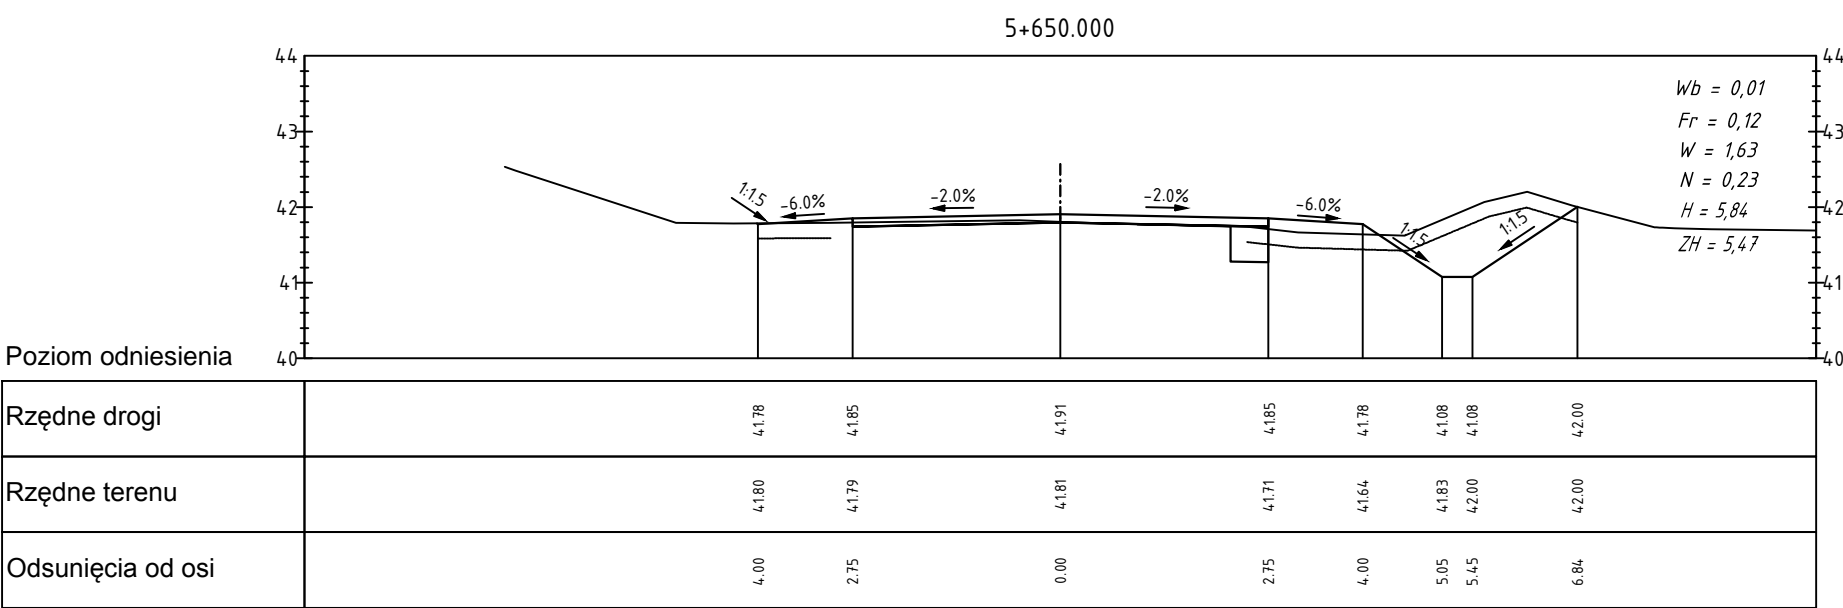 5+650.000
44 44
43 43
42 42
41 41
40 40
Wb = 0,01
Fr = 0,12
W = 1,63
N = 0,23
H = 5,84
ZH = 5,47
1:1.5 -6.0% -2.0% -2.0% -6.0% 1:1.5 1:1.5
Poziom odniesienia
Rzędne drogi 41.78 41.85 41.91 41.85 41.78 41.08 41.08 42.00
Rzędne terenu 41.80 41.79 41.81 41.71 41.64 41.83 42.00 42.00
Odsunięcia od osi 4.00 2.75 0.00 2.75 4.00 5.05 5.45 6.84